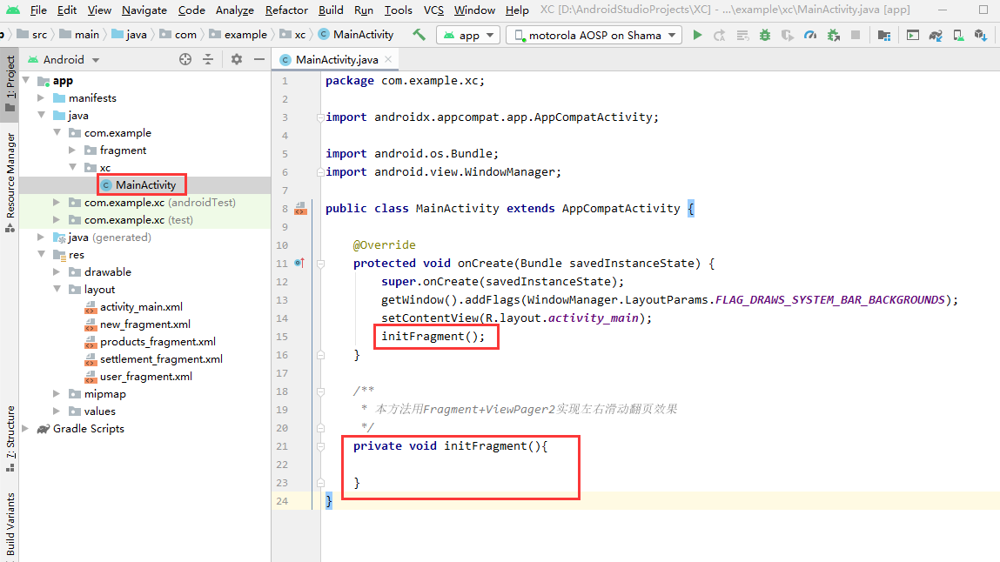 File Edit View Navigate Code Analyze Refactor Build Run Tools VCS Window Help XC [D:\AndroidStudioProjects\XC] - ...\example\xc\MainActivity.java [app]
src main java com example xc MainActivity app motorola AOSP on Shama
1: Project
Resource Manager
7: Structure
Build Variants
Android
app
manifests
java
com.example
fragment
xc
MainActivity
com.example.xc (androidTest)
com.example.xc (test)
java (generated)
res
drawable
layout
activity_main.xml
new_fragment.xml
products_fragment.xml
settlement_fragment.xml
user_fragment.xml
mipmap
values
Gradle Scripts
MainActivity.java
1 package com.example.xc;
2
3 import androidx.appcompat.app.AppCompatActivity;
4
5 import android.os.Bundle;
6 import android.view.WindowManager;
7
8 public class MainActivity extends AppCompatActivity {
9
10 @Override
11 protected void onCreate(Bundle savedInstanceState) {
12 super.onCreate(savedInstanceState);
13 getWindow().addFlags(WindowManager.LayoutParams.FLAG_DRAWS_SYSTEM_BAR_BACKGROUNDS);
14 setContentView(R.layout.activity_main);
15 initFragment();
16 }
17
18 /**
19 * 本方法用Fragment+ViewPager2实现左右滑动翻页效果
20 */
21 private void initFragment(){
22
23 }
24 }